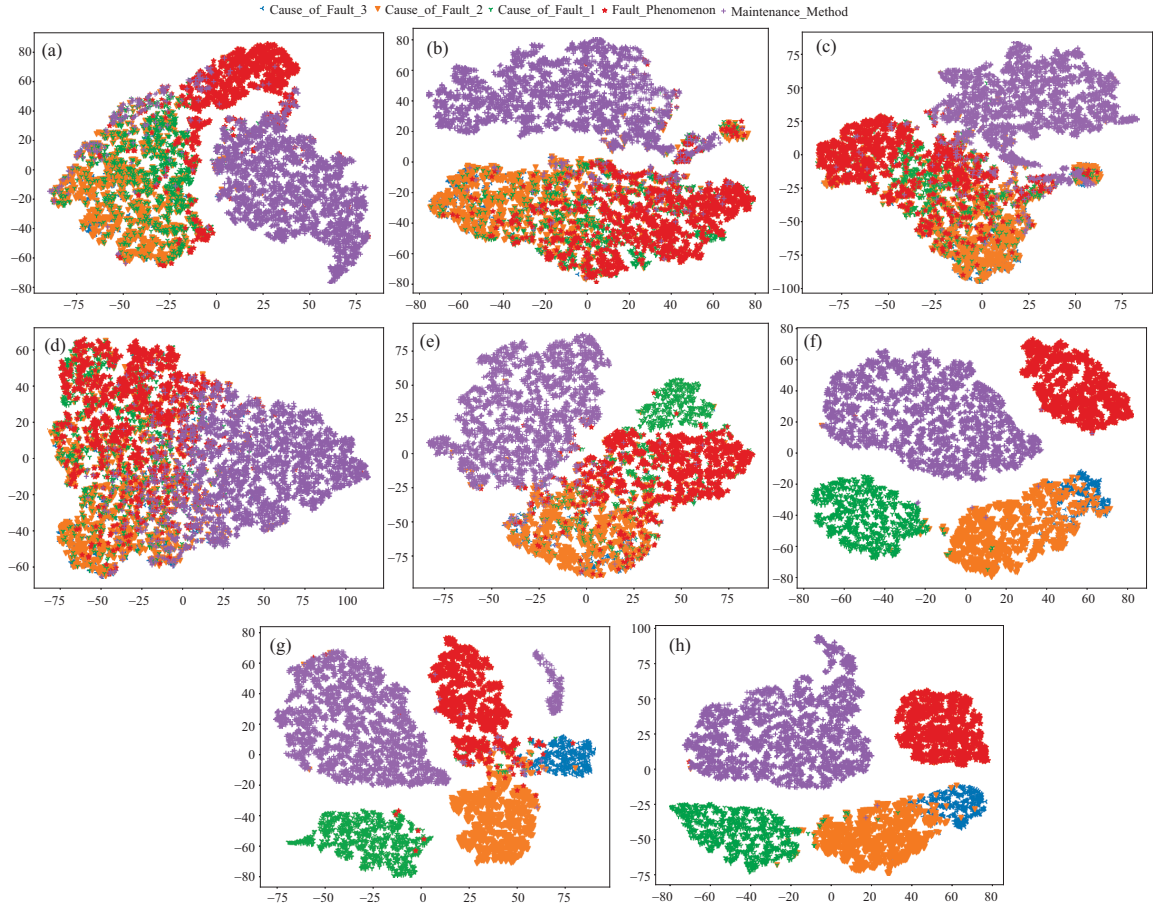 Cause_of_Fault_3 Cause_of_Fault_2 Cause_of_Fault_1 Fault_Phenomenon Maintenance_Method
(a) (b) (c)
80 60 40 20 0 −20 −40 −60 −80
−75 −50 −25 0 25 50 75
80 60 40 20 0 −20 −40 −60 −80
−80 −60 −40 −20 0 20 40 60 80
75 50 25 0 −25 −50 −75 −100
−75 −50 −25 0 25 50 75
(d) (e) (f)
60 40 20 0 −20 −40 −60
−75 −50 −25 0 25 50 75 100
75 50 25 0 −25 −50 −75
−75 −50 −25 0 25 50 75
80 60 40 20 0 −20 −40 −60 −80
−80 −60 −40 −20 0 20 40 60 80
(g) (h)
80 60 40 20 0 −20 −40 −60 −80
−75 −50 −25 0 25 50 75
100 75 50 25 0 −25 −50 −75
−80 −60 −40 −20 0 20 40 60 80